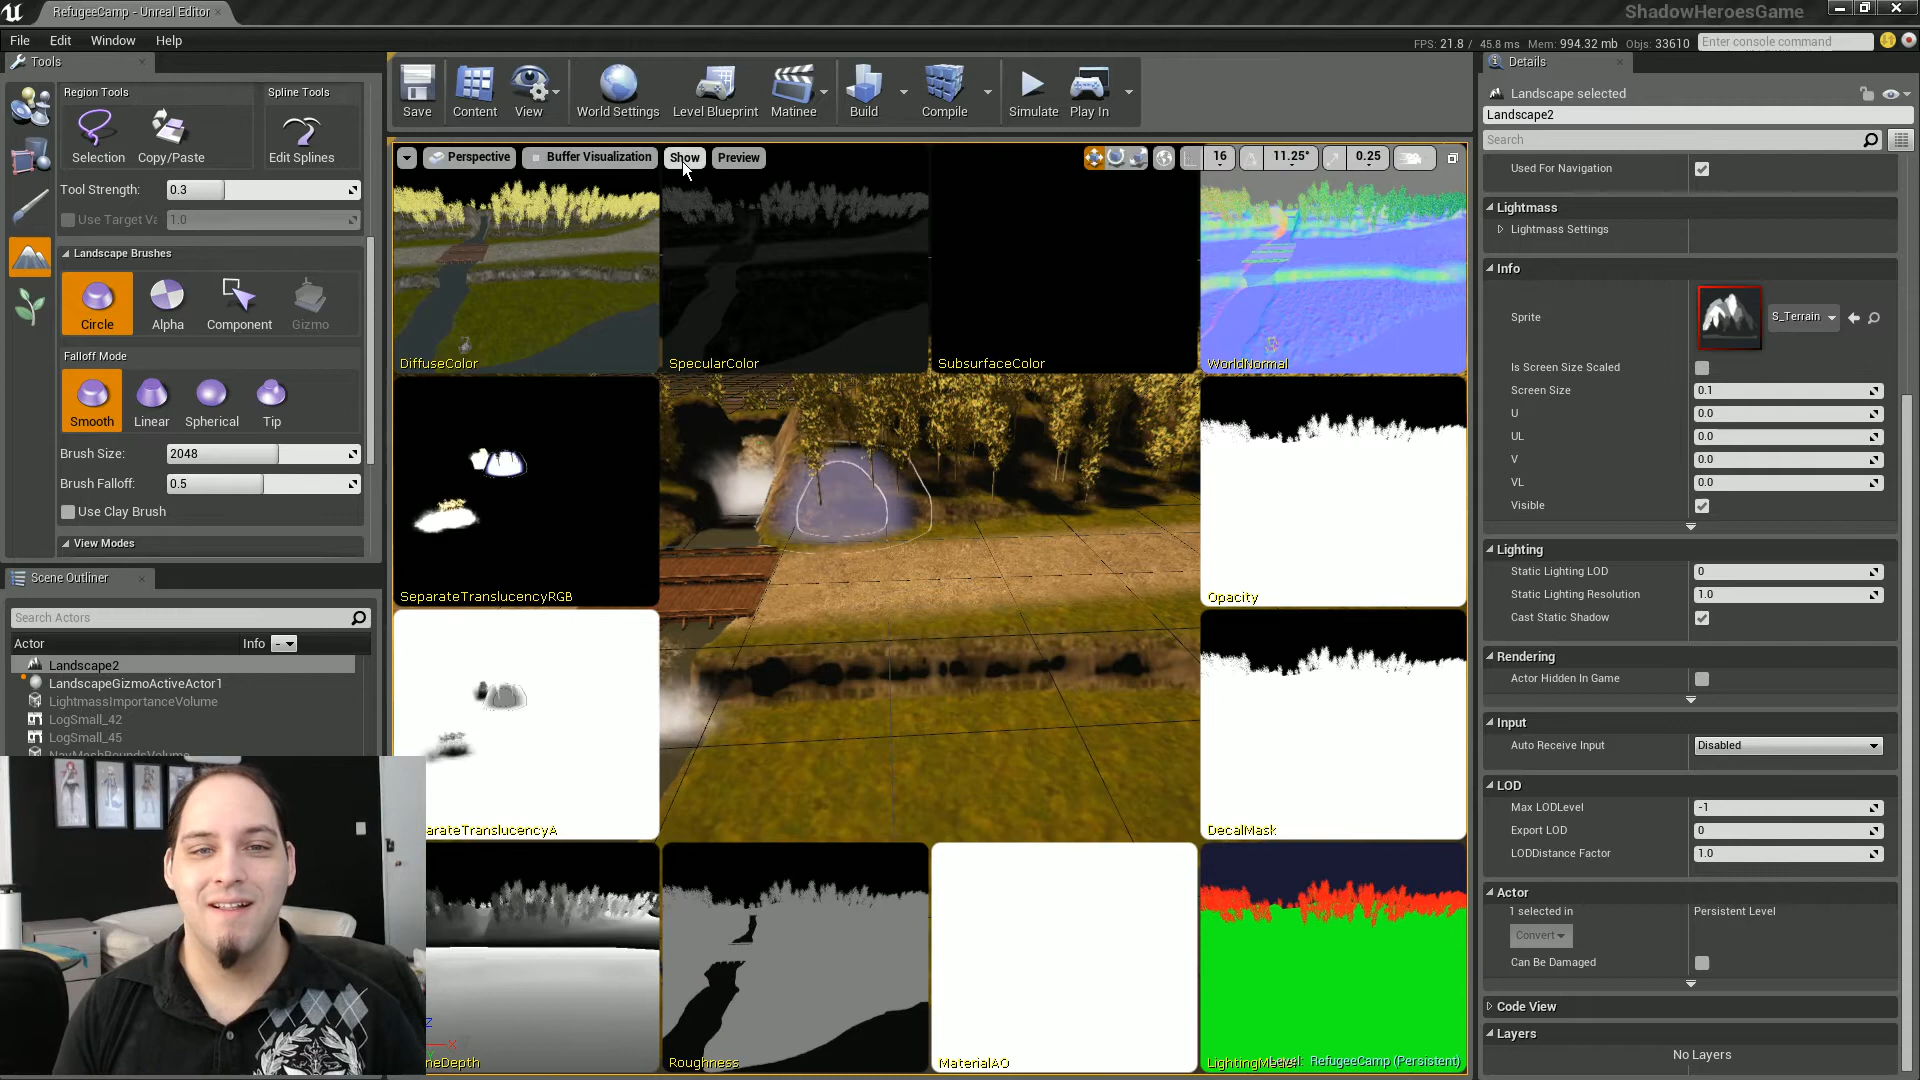 RefugeeCamp - Unreal Editor
ShadowHeroesGame
File Edit Window Help
FPS: 21.8 / 45.8 ms Mem: 994.32 mb Objs: 33610 Enter console command
Tools
Region Tools Spline Tools
Selection Copy/Paste Edit Splines
Tool Strength: 0.3
Use Target Va 1.0
Landscape Brushes
Circle Alpha Component Gizmo
Falloff Mode
Smooth Linear Spherical Tip
Brush Size: 2048
Brush Falloff: 0.5
Use Clay Brush
View Modes
Scene Outliner
Search Actors
Actor Info -
Landscape2
LandscapeGizmoActiveActor1
LightmassImportanceVolume
LogSmall_42
LogSmall_45
NavMeshBoundsVolume
Save Content View World Settings Level Blueprint Matinee Build Compile Simulate Play In
Perspective Buffer Visualization Show Preview 16 11.25° 0.25
DiffuseColor SpecularColor SubsurfaceColor WorldNormal
SeparateTranslucencyRGB Opacity
arateTranslucencyA DecalMask
neDepth Roughness MaterialAO
Level: RefugeeCamp (Persistent)
Z
X
Details
Landscape selected
Landscape2
Search
Used For Navigation
Lightmass
Lightmass Settings
Info
Sprite S_Terrain
Is Screen Size Scaled
Screen Size 0.1
U 0.0
UL 0.0
V 0.0
VL 0.0
Visible
Lighting
Static Lighting LOD 0
Static Lighting Resolution 1.0
Cast Static Shadow
Rendering
Actor Hidden In Game
Input
Auto Receive Input Disabled
LOD
Max LODLevel -1
Export LOD 0
LODDistance Factor 1.0
Actor
1 selected in Persistent Level
Convert
Can Be Damaged
Code View
Layers
No Layers